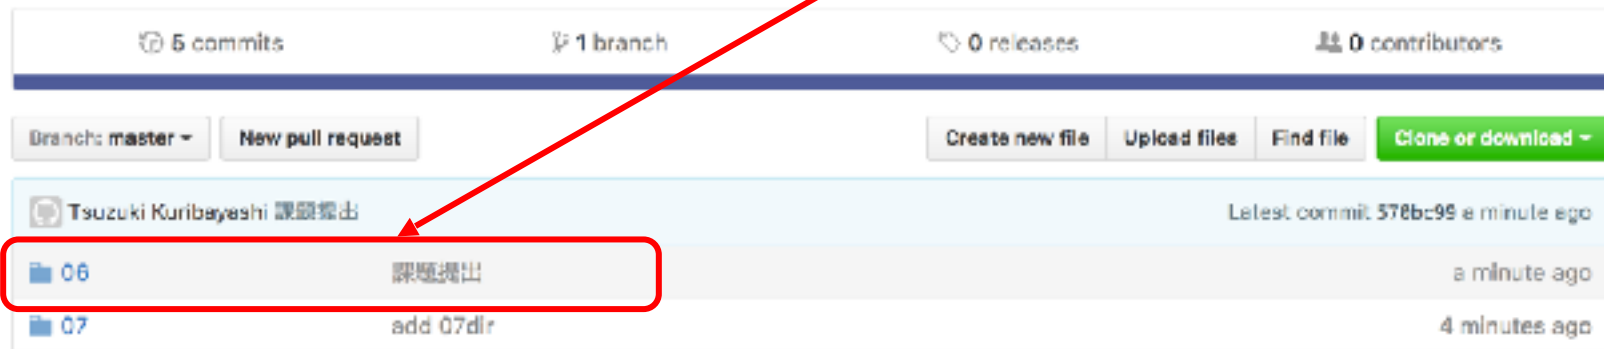 5 commits
1 branch
0 releases
0 contributors
Branch: master
New pull request
Create new file
Upload files
Find file
Clone or download
Tsuzuki Kuribayashi 課題提出
Latest commit 578bc99 a minute ago
06 課題提出 a minute ago
07 add 07dir 4 minutes ago